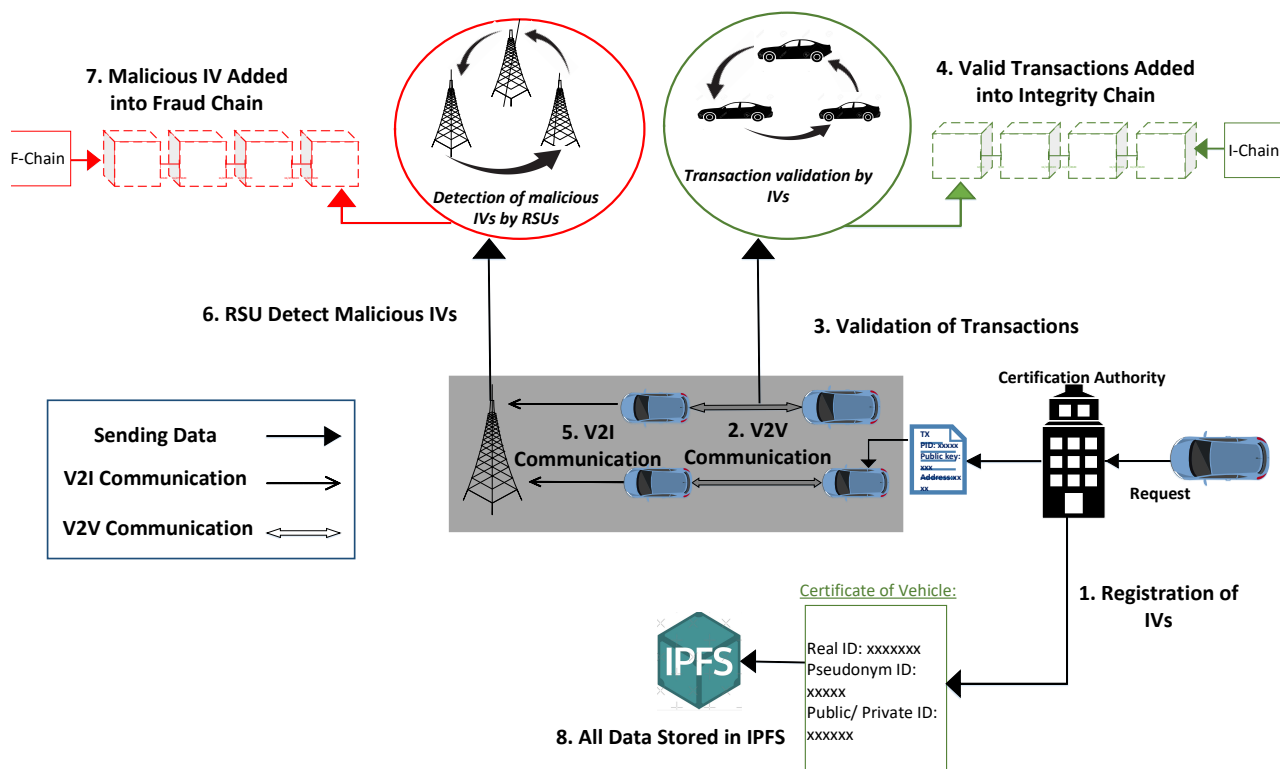 7. Malicious IV Added
into Fraud Chain
F-Chain
Detection of malicious
IVs by RSUs
Transaction validation by
IVs
4. Valid Transactions Added
into Integrity Chain
I-Chain
6. RSU Detect Malicious IVs
3. Validation of Transactions
Sending Data
V2I Communication
V2V Communication
5. V2I
Communication
2. V2V
Communication
TX
PID: xxxxx
Public key:
xxx
Address:xx
xx
Certification Authority
Request
1. Registration of
IVs
Certificate of Vehicle:
Real ID: xxxxxxx
Pseudonym ID:
xxxxx
Public/ Private ID:
xxxxxx
IPFS
8. All Data Stored in IPFS